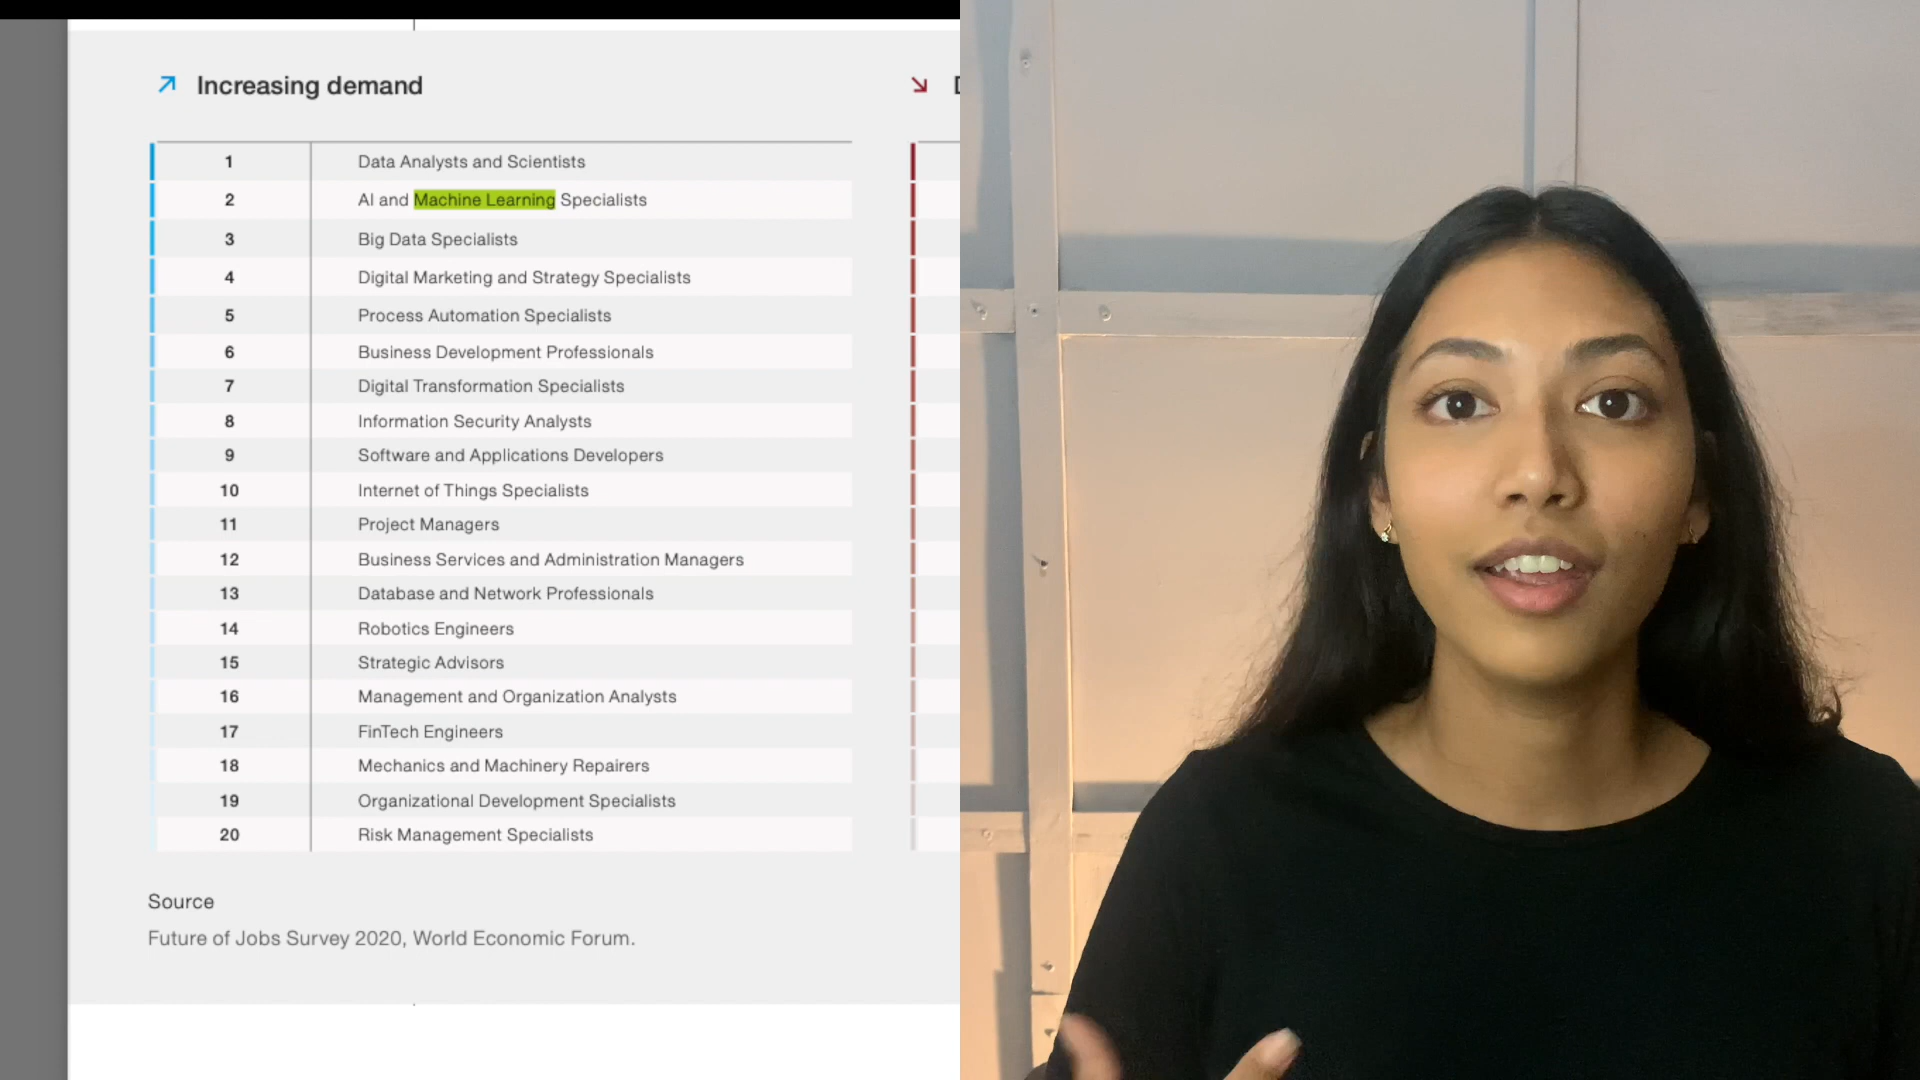 Increasing demand
1 Data Analysts and Scientists
2 AI and Machine Learning Specialists
3 Big Data Specialists
4 Digital Marketing and Strategy Specialists
5 Process Automation Specialists
6 Business Development Professionals
7 Digital Transformation Specialists
8 Information Security Analysts
9 Software and Applications Developers
10 Internet of Things Specialists
11 Project Managers
12 Business Services and Administration Managers
13 Database and Network Professionals
14 Robotics Engineers
15 Strategic Advisors
16 Management and Organization Analysts
17 FinTech Engineers
18 Mechanics and Machinery Repairers
19 Organizational Development Specialists
20 Risk Management Specialists
Source
Future of Jobs Survey 2020, World Economic Forum.